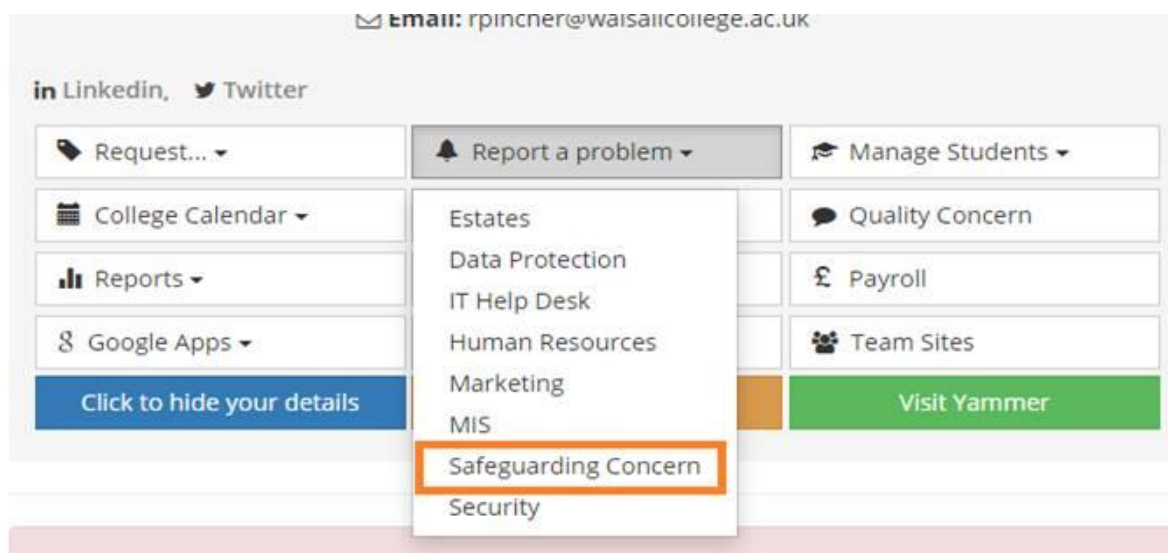 Email: rpincher@walsallcollege.ac.uk
in Linkedin, Twitter
Request...
Report a problem
Manage Students
College Calendar
Estates
Quality Concern
Data Protection
Reports
IT Help Desk
£ Payroll
Google Apps
Human Resources
Team Sites
Marketing
Click to hide your details
Visit Yammer
MIS
Safeguarding Concern
Security